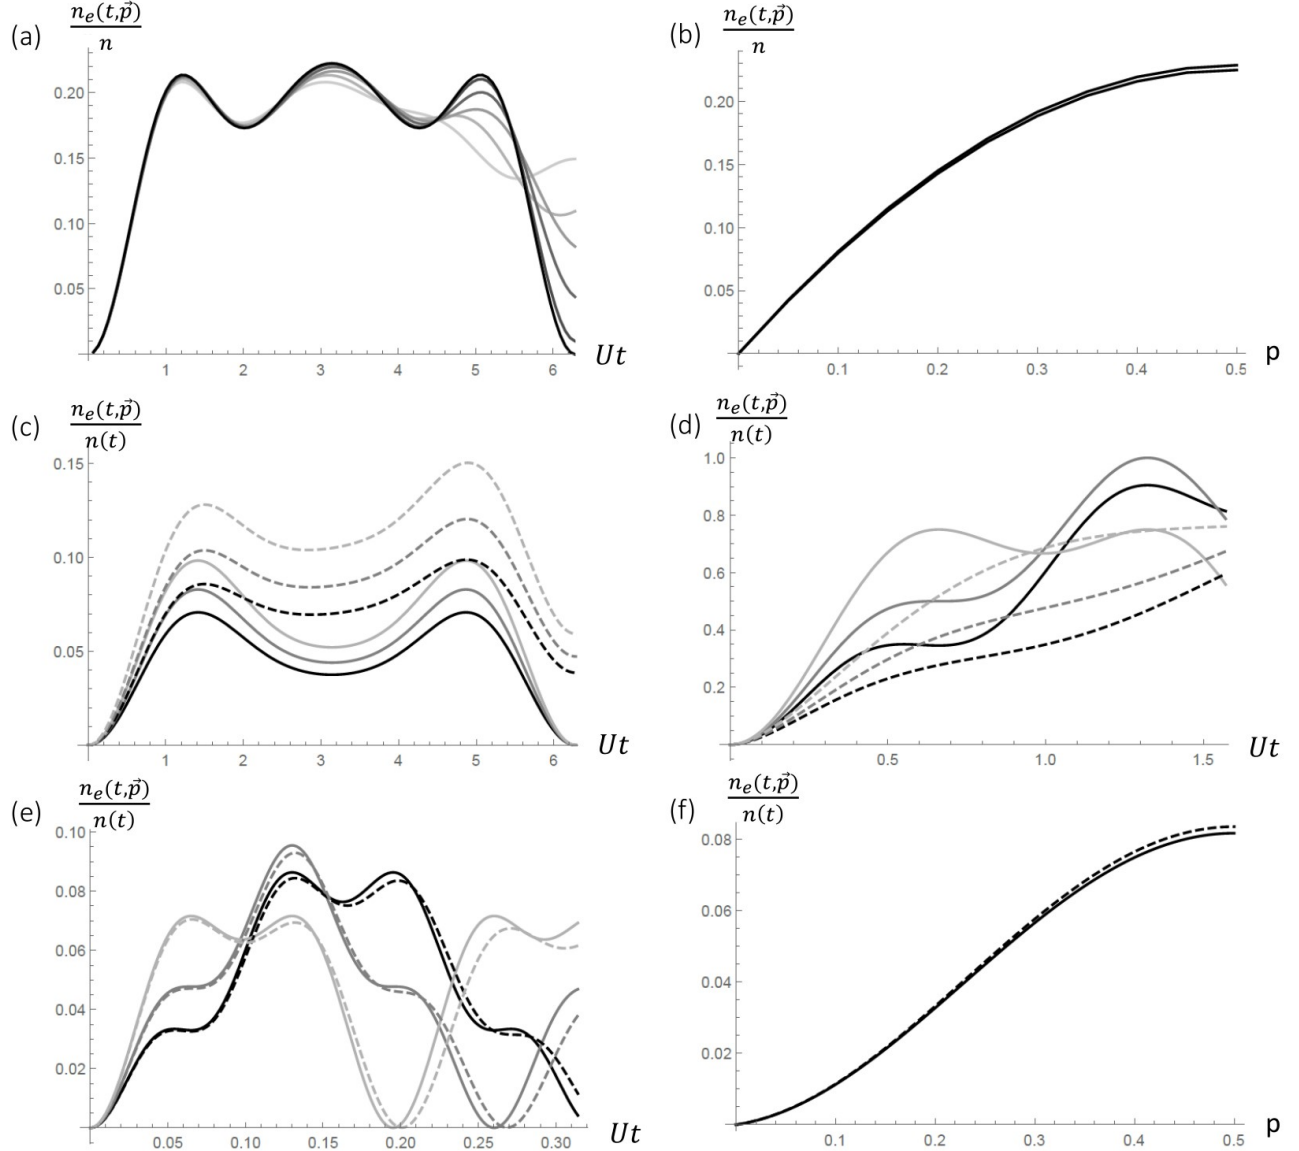 (a)
n_e(t,p⃗)
n
0.20
0.15
0.10
0.05
1 2 3 4 5 6
Ut
(b)
n_e(t,p⃗)
n
0.20
0.15
0.10
0.05
0.1 0.2 0.3 0.4 0.5
p
(c)
n_e(t,p⃗)
n(t)
0.15
0.10
0.05
1 2 3 4 5 6
Ut
(d)
n_e(t,p⃗)
n(t)
1.0
0.8
0.6
0.4
0.2
0.5 1.0 1.5
Ut
(e)
n_e(t,p⃗)
n(t)
0.10
0.08
0.06
0.04
0.02
0.05 0.10 0.15 0.20 0.25 0.30
Ut
(f)
n_e(t,p⃗)
n(t)
0.08
0.06
0.04
0.02
0.1 0.2 0.3 0.4 0.5
p